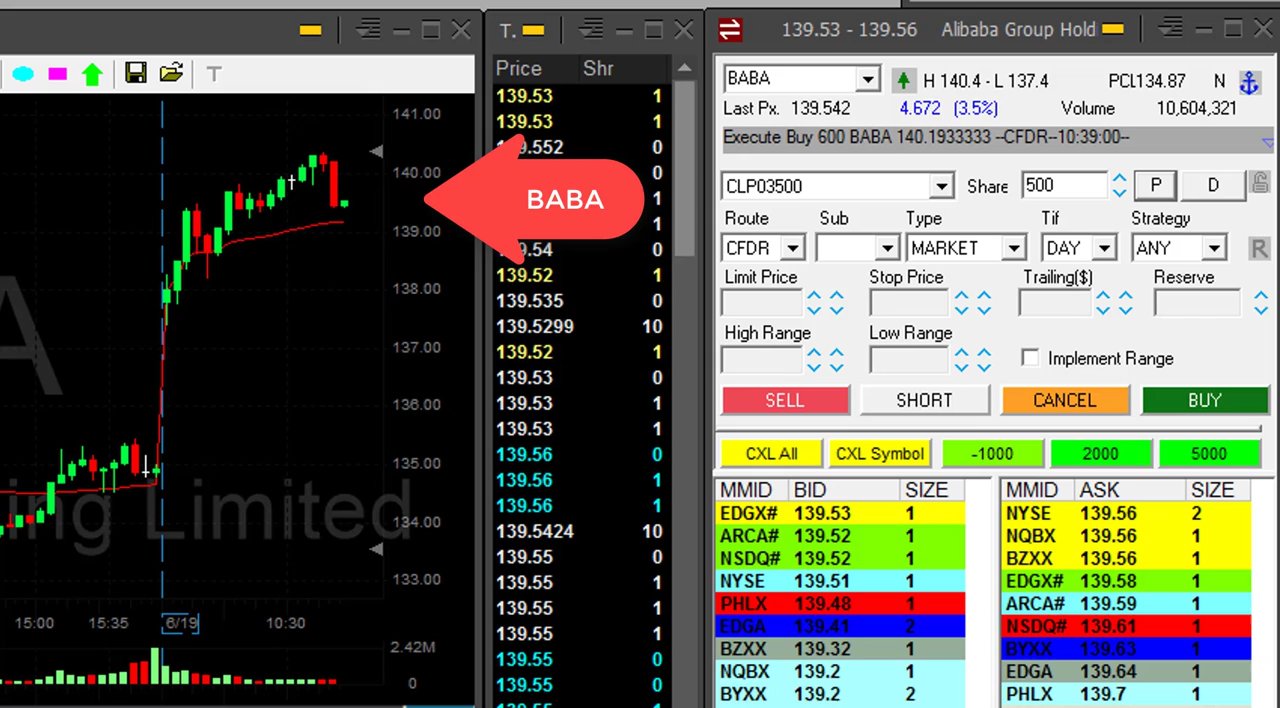 T.
139.53 - 139.56 Alibaba Group Hold
T
141.00
140.00
139.00
138.00
137.00
136.00
135.00
134.00
133.00
A
ing Limited
15:00 15:35 6/19 10:30
2.42M
0
BABA
Price Shr
139.53 1
139.53 1
139.552 0
0
1
1
139.54 0
139.52 1
139.535 0
139.5299 10
139.52 1
139.53 0
139.53 1
139.53 1
139.56 0
139.56 1
139.56 1
139.5424 10
139.55 0
139.55 1
139.55 1
139.55 1
139.55 0
139.55 0
BABA H 140.4 - L 137.4 PCL134.87 N
Last Px. 139.542 4.672 (3.5%) Volume 10,604,321
Execute Buy 600 BABA 140.1933333 --CFDR--10:39:00--
CLP03500 Share 500 P D
Route Sub Type Tif Strategy
CFDR MARKET DAY ANY R
Limit Price Stop Price Trailing($) Reserve
High Range Low Range
Implement Range
SELL SHORT CANCEL BUY
CXL All CXL Symbol -1000 2000 5000
MMID BID SIZE MMID ASK SIZE
EDGX# 139.53 1 NYSE 139.56 2
ARCA# 139.52 1 NQBX 139.56 1
NSDQ# 139.52 1 BZXX 139.56 1
NYSE 139.51 1 EDGX# 139.58 1
PHLX 139.48 1 ARCA# 139.59 1
EDGA 139.41 2 NSDQ# 139.61 1
BZXX 139.32 1 BYXX 139.63 1
NQBX 139.2 1 EDGA 139.64 1
BYXX 139.2 2 PHLX 139.7 1